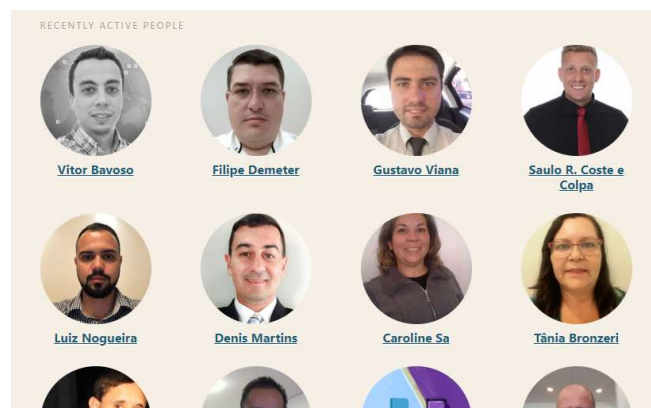 RECENTLY ACTIVE PEOPLE
Vitor Bavoso
Filipe Demeter
Gustavo Viana
Saulo R. Coste e
Colpa
Luiz Nogueira
Denis Martins
Caroline Sa
Tânia Bronzeri